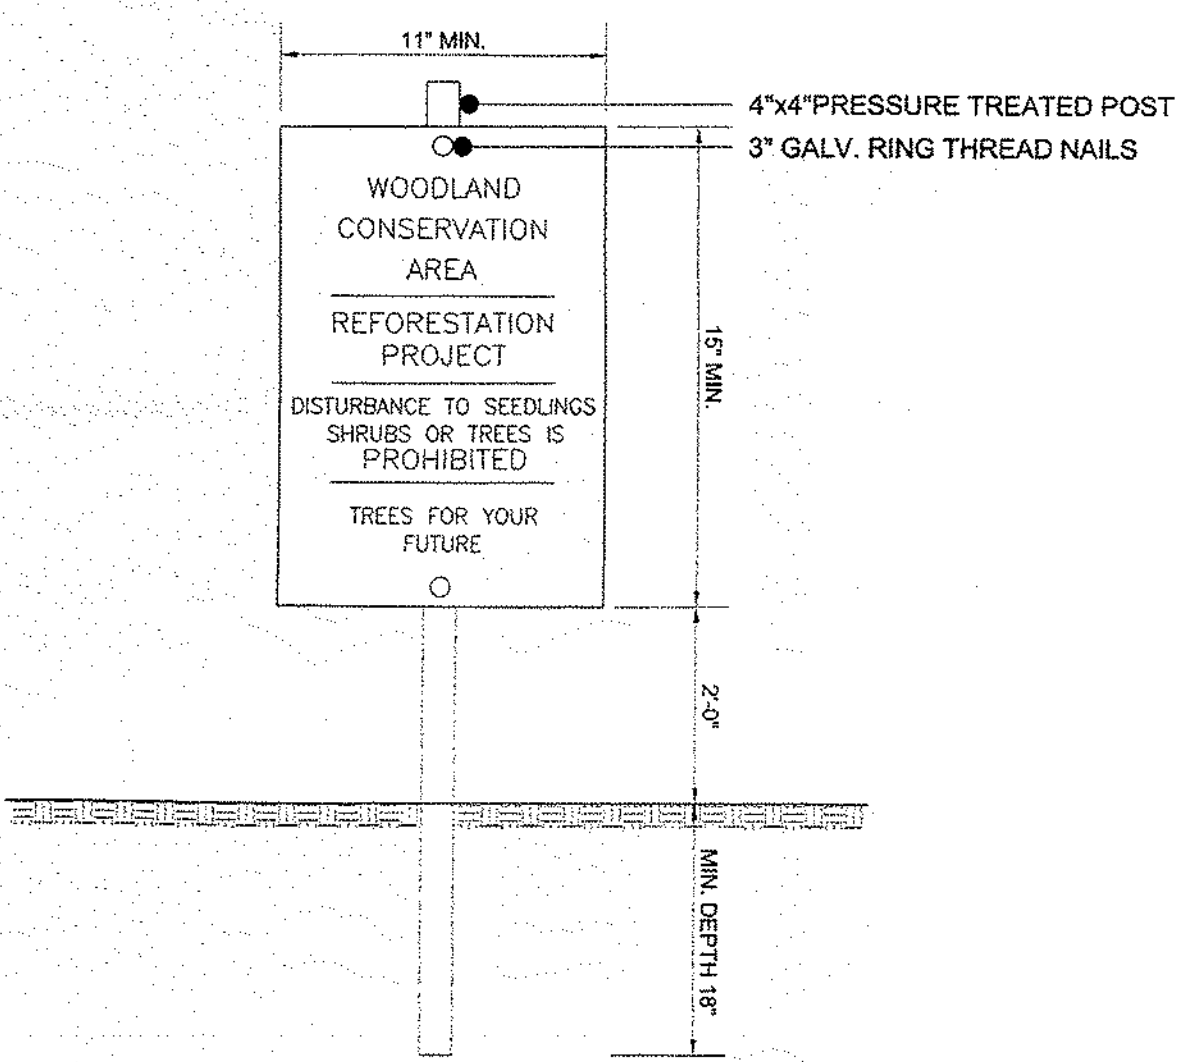 11" MIN.
4"x4"PRESSURE TREATED POST
3" GALV. RING THREAD NAILS
WOODLAND
CONSERVATION
AREA
REFORESTATION
PROJECT
DISTURBANCE TO SEEDLINGS
SHRUBS OR TREES IS
PROHIBITED
TREES FOR YOUR
FUTURE
15" MIN.
2'-0"
MIN. DEPTH 18"